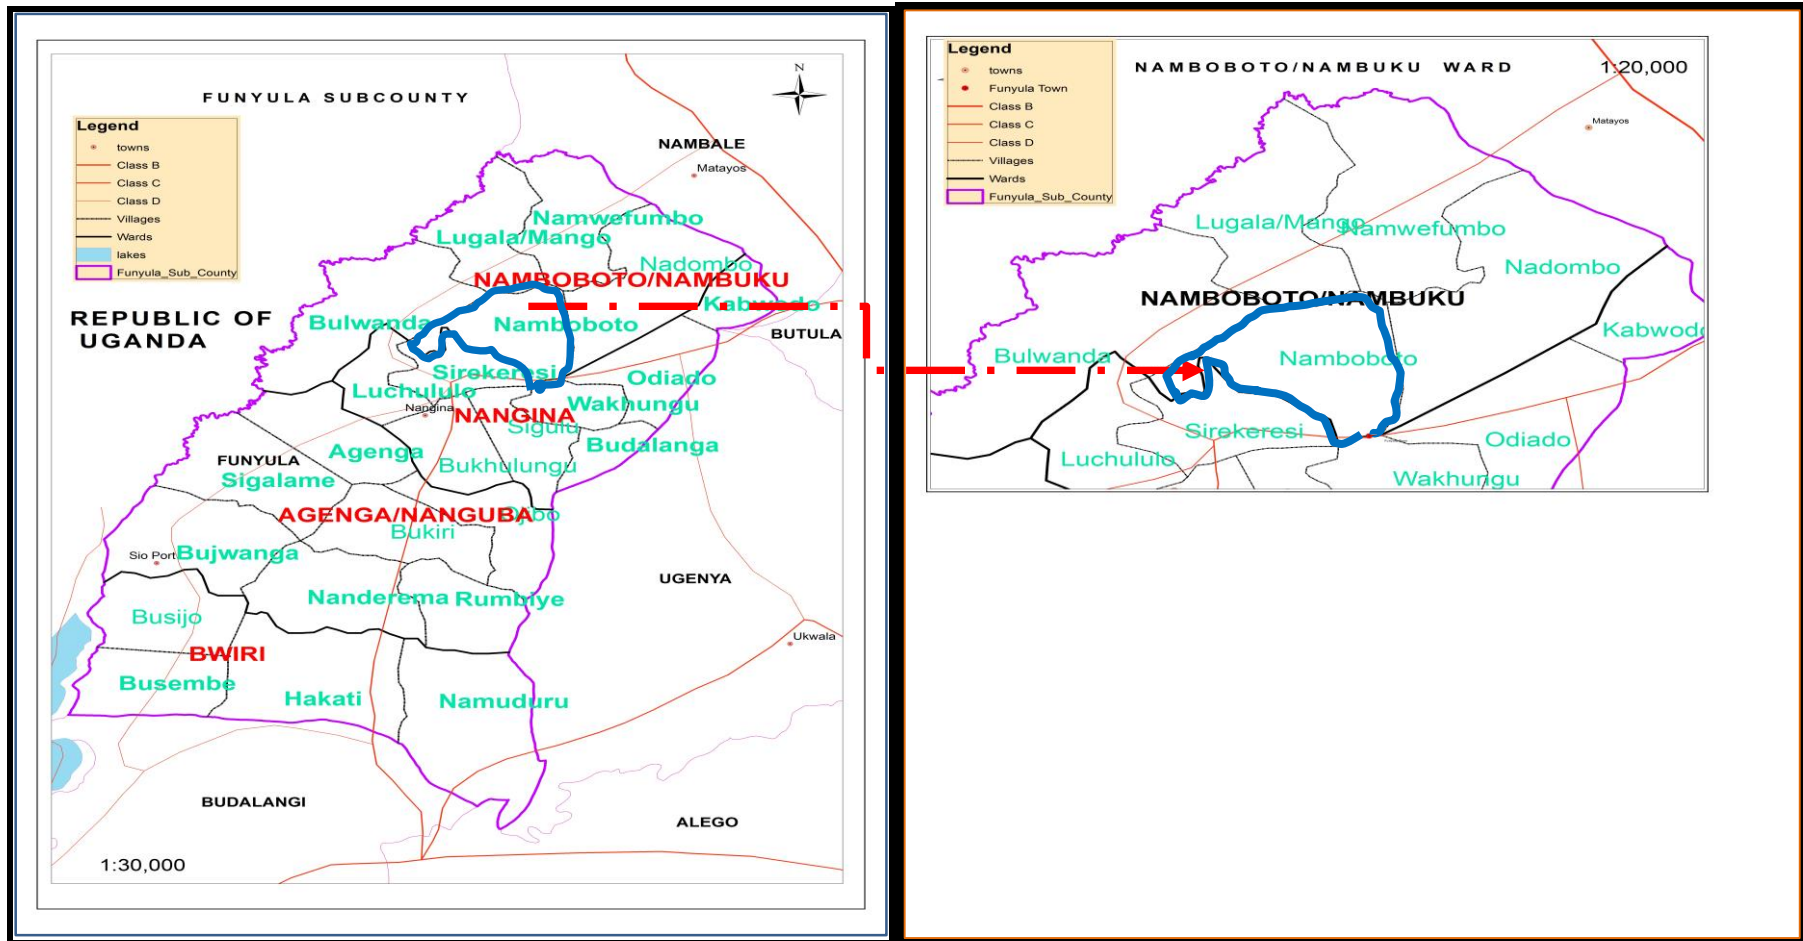 FUNYULA SUBCOUNTY
N
Legend
towns
Class B
Class C
Class D
Villages
Wards
lakes
Funyula_Sub_County
NAMBALE
Matayos
Namwefumbo
Lugala/Mango
Nadombo
NAMBOBOTO/NAMBUKU
Kabwodo
REPUBLIC OF
UGANDA
Bulwanda
Namboboto
BUTULA
Sirekeresi
Odiado
Luchululo
Wakhungu
Nangina
NANGINA
Sigulu
Budalanga
Agenga
Bukhulungu
FUNYULA
Sigalame
AGENGA/NANGUBA
Ojibo
Bukiri
Sio Port
Bujwanga
UGENYA
Nanderema
Rumbiye
Busijo
Ukwala
BWIRI
Busembe
Hakati
Namuduru
BUDALANGI
ALEGO
1:30,000
Legend
towns
Funyula Town
Class B
Class C
Class D
Villages
Wards
Funyula_Sub_County
NAMBOBOTO/NAMBUKU WARD
1:20,000
Matayos
Lugala/Mango
Namwefumbo
Nadombo
NAMBOBOTO/NAMBUKU
Kabwodo
Bulwanda
Namboboto
Sirekeresi
Odiado
Luchululo
Wakhungu